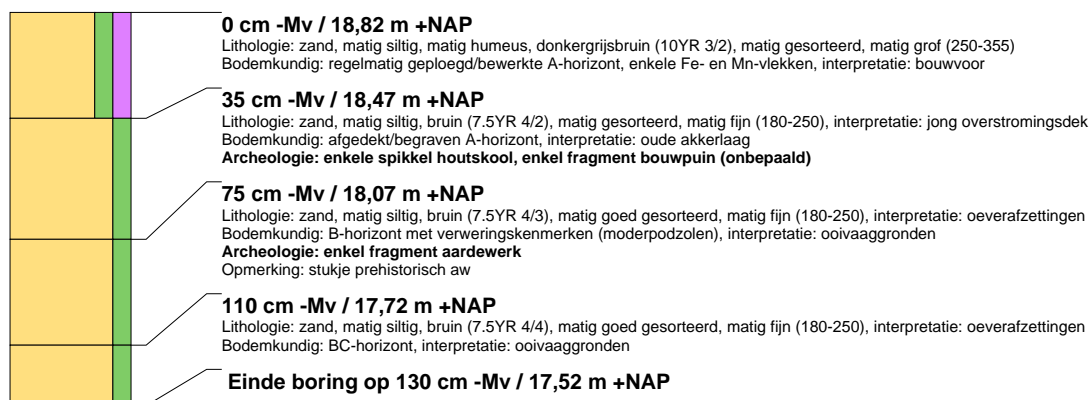 0 cm -Mv / 18,82 m +NAP
Lithologie: zand, matig siltig, matig humeus, donkergrijsbruin (10YR 3/2), matig gesorteerd, matig grof (250-355)
Bodemkundig: regelmatig geploegd/bewerkte A-horizont, enkele Fe- en Mn-vlekken, interpretatie: bouwvoor
35 cm -Mv / 18,47 m +NAP
Lithologie: zand, matig siltig, bruin (7.5YR 4/2), matig gesorteerd, matig fijn (180-250), interpretatie: jong overstromingsdek
Bodemkundig: afgedekt/begraven A-horizont, interpretatie: oude akkerlaag
Archeologie: enkele spikkel houtskool, enkel fragment bouwpuin (onbepaald)
75 cm -Mv / 18,07 m +NAP
Lithologie: zand, matig siltig, bruin (7.5YR 4/3), matig goed gesorteerd, matig fijn (180-250), interpretatie: oeverafzettingen
Bodemkundig: B-horizont met verweringskenmerken (moderpodzolen), interpretatie: ooivaaggronden
Archeologie: enkel fragment aardewerk
Opmerking: stukje prehistorisch aw
110 cm -Mv / 17,72 m +NAP
Lithologie: zand, matig siltig, bruin (7.5YR 4/4), matig goed gesorteerd, matig fijn (180-250), interpretatie: oeverafzettingen
Bodemkundig: BC-horizont, interpretatie: ooivaaggronden
Einde boring op 130 cm -Mv / 17,52 m +NAP